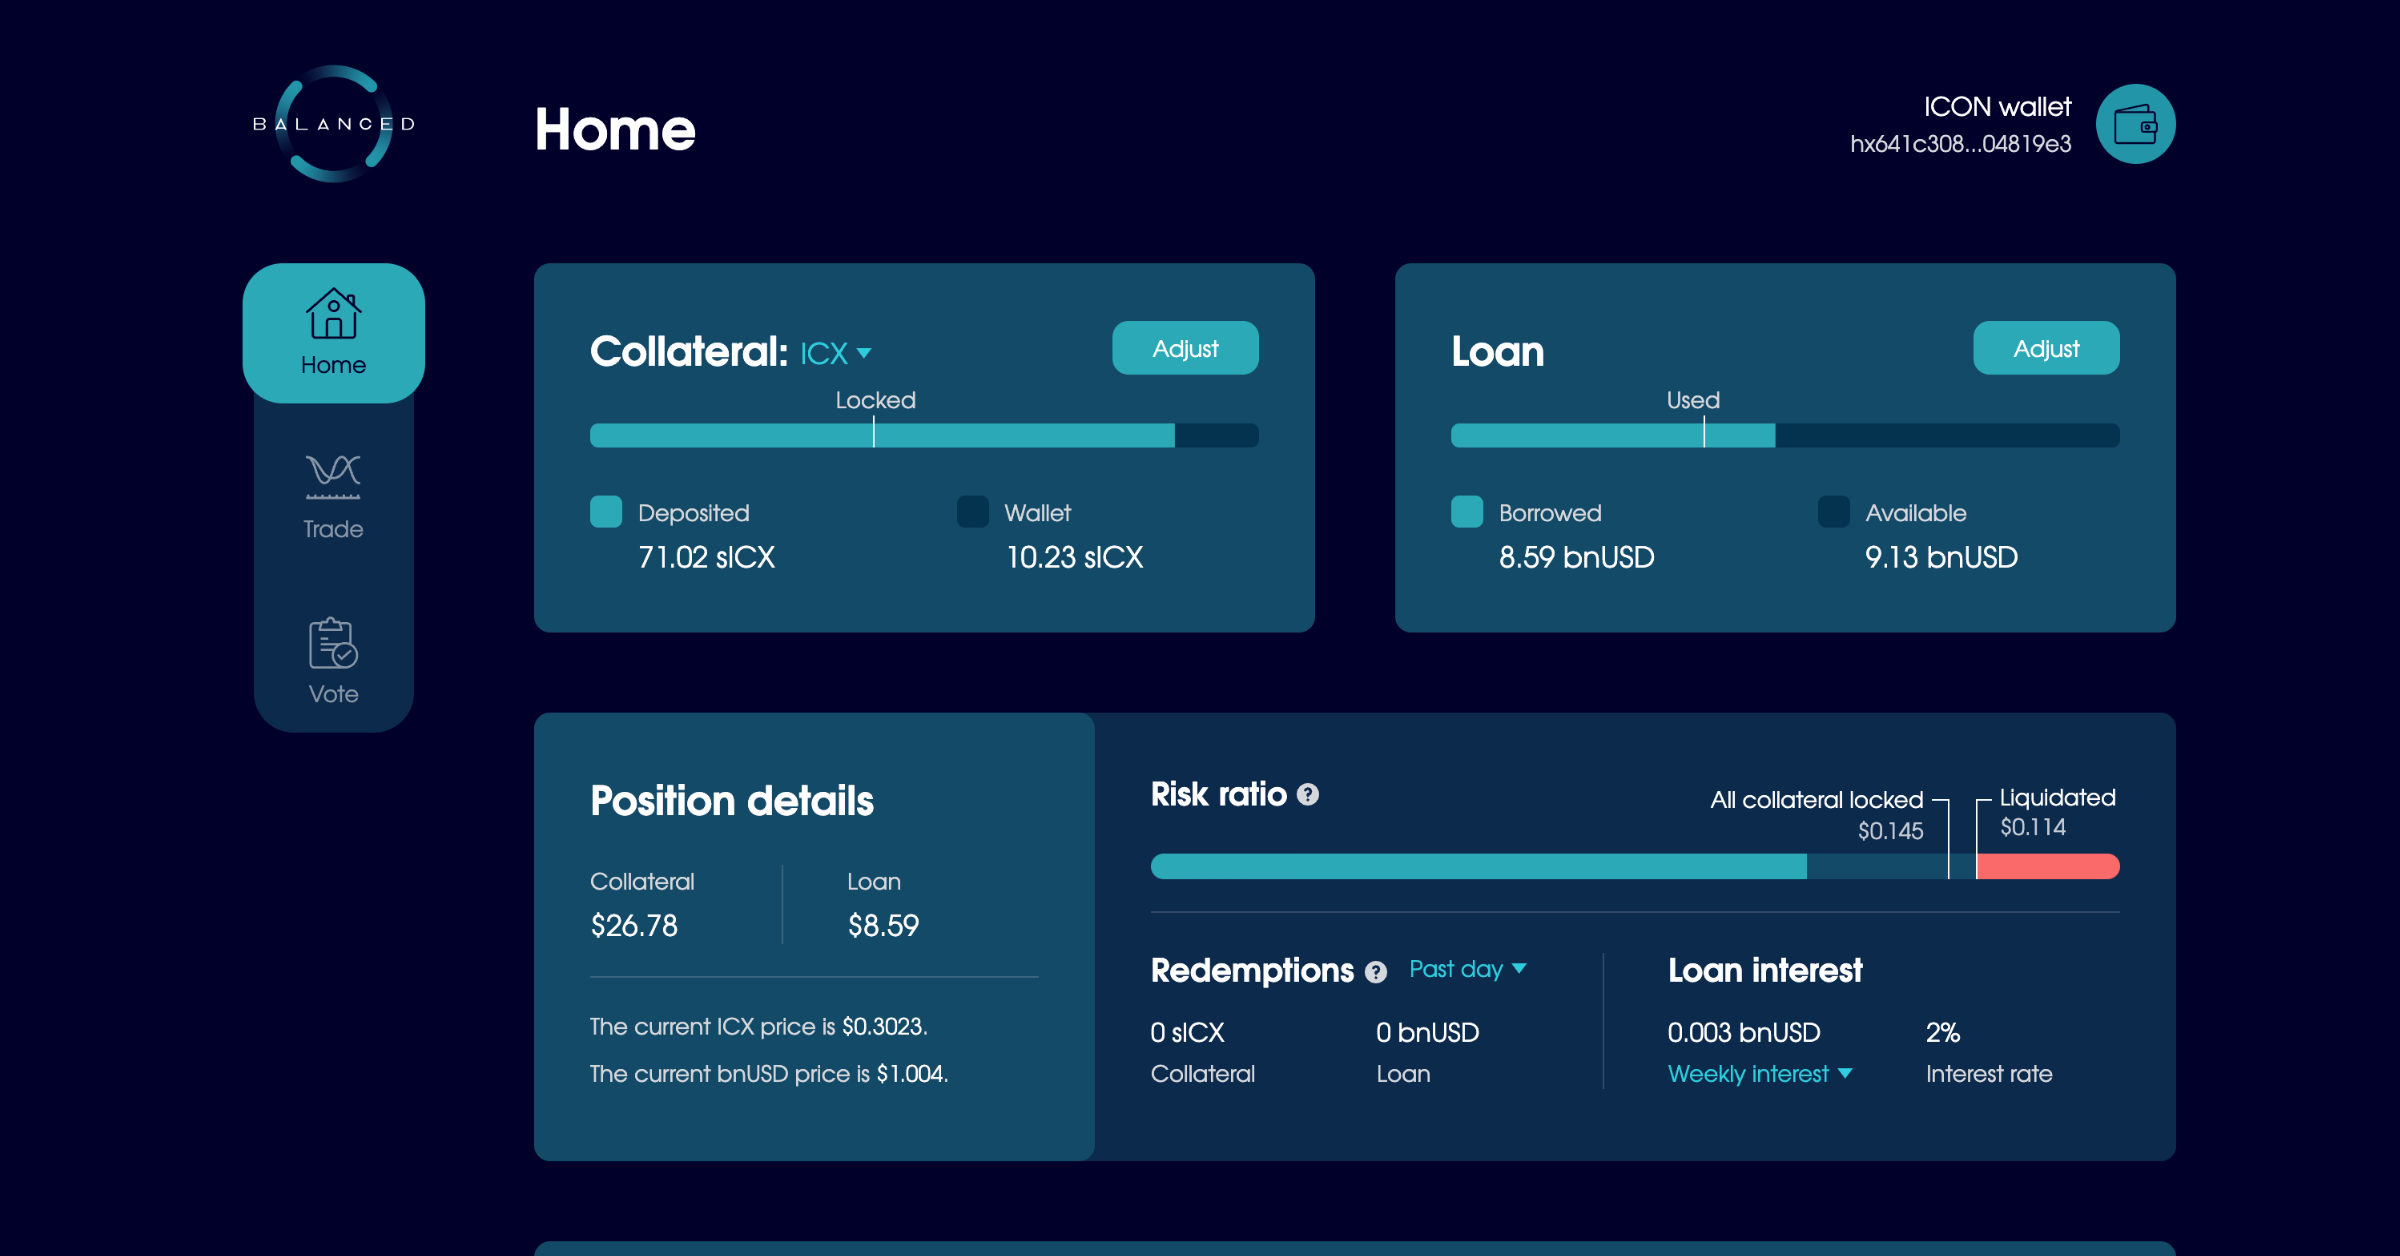 BALANCED
Home
ICON wallet
hx641c308...04819e3
Home
Trade
Vote
Collateral: ICX
Adjust
Locked
Deposited
71.02 sICX
Wallet
10.23 sICX
Loan
Adjust
Used
Borrowed
8.59 bnUSD
Available
9.13 bnUSD
Position details
Collateral
$26.78
Loan
$8.59
The current ICX price is $0.3023.
The current bnUSD price is $1.004.
Risk ratio ?
All collateral locked
$0.145
Liquidated
$0.114
Redemptions ? Past day
0 sICX
Collateral
0 bnUSD
Loan
Loan interest
0.003 bnUSD
Weekly interest
2%
Interest rate